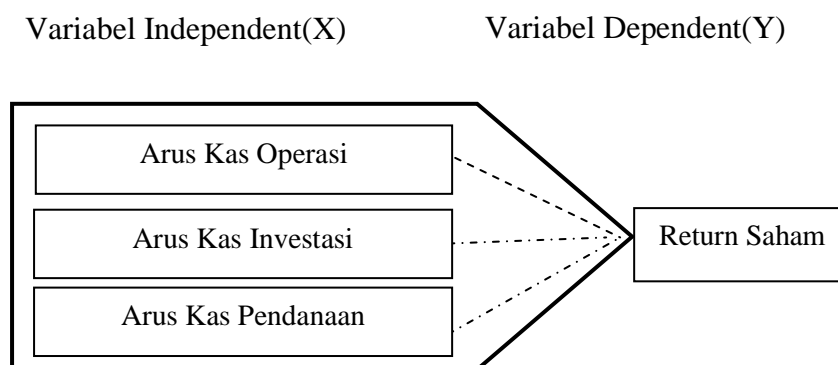 Variabel Independent(X)
Variabel Dependent(Y)
Arus Kas Operasi
Arus Kas Investasi
Arus Kas Pendanaan
Return Saham